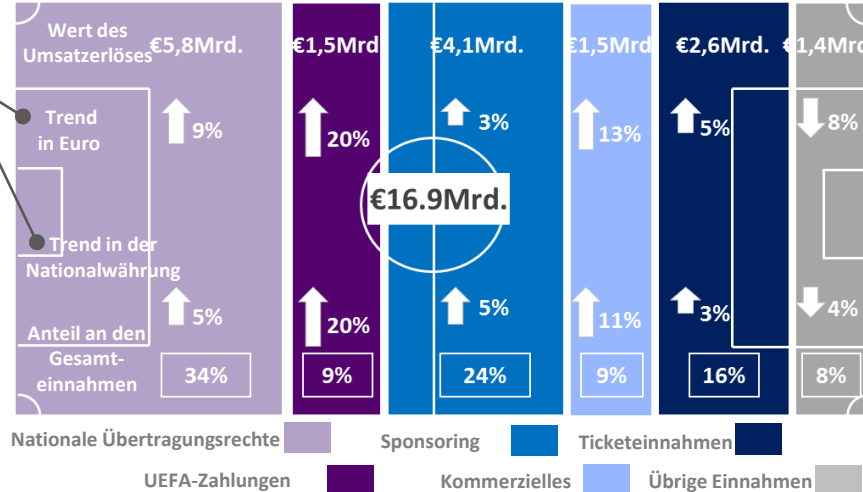 Wert des
Umsatzerlöses €5,8Mrd. €1,5Mrd €4,1Mrd. €1,5Mrd €2,6Mrd. €1,4Mrd
Trend
in Euro 9% 20% 3% 13% 5% 8%
€16.9Mrd.
Trend in der
Nationalwährung
5% 20% 5% 11% 3% 4%
Anteil an den
Gesamt-
einnahmen 34% 9% 24% 9% 16% 8%
Nationale Übertragungsrechte Sponsoring Ticketeinnahmen
UEFA-Zahlungen Kommerzielles Übrige Einnahmen